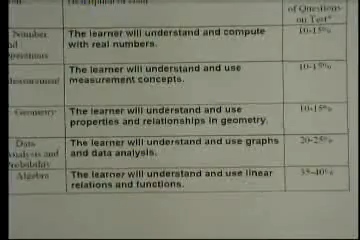 of Questions
on Test*
Number
The learner will understand and compute
10-15%
with real numbers.
The learner will understand and use
10-15%
measurement concepts.
Geometry
The learner will understand and use
10-15%
properties and relationships in geometry.
Data
The learner will understand and use graphs
20-25%
Analysis and
and data analysis.
Probability
Algebra
The learner will understand and use linear
35-40%
relations and functions.